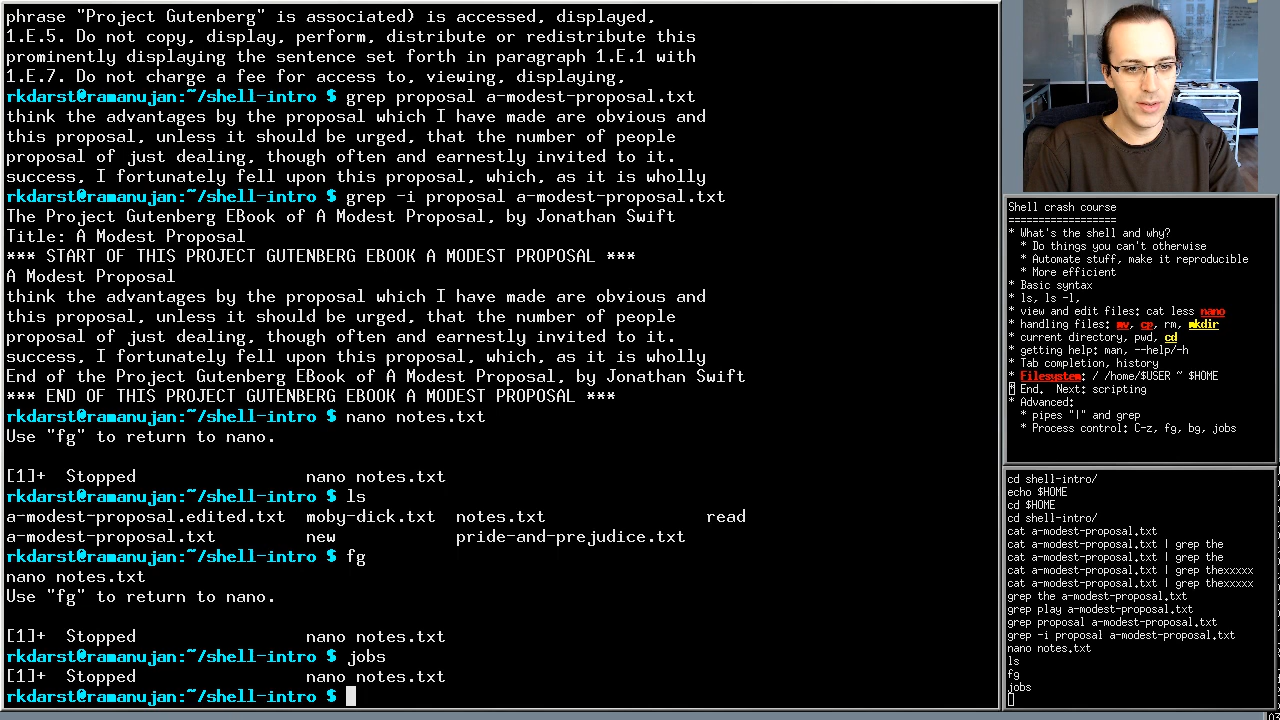 phrase "Project Gutenberg" is associated) is accessed, displayed,
1.E.5. Do not copy, display, perform, distribute or redistribute this
prominently displaying the sentence set forth in paragraph 1.E.1 with
1.E.7. Do not charge a fee for access to, viewing, displaying,
rkdarst@ramanujan:~/shell-intro $ grep proposal a-modest-proposal.txt
think the advantages by the proposal which I have made are obvious and
this proposal, unless it should be urged, that the number of people
proposal of just dealing, though often and earnestly invited to it.
success, I fortunately fell upon this proposal, which, as it is wholly
rkdarst@ramanujan:~/shell-intro $ grep -i proposal a-modest-proposal.txt
The Project Gutenberg EBook of A Modest Proposal, by Jonathan Swift
Title: A Modest Proposal
*** START OF THIS PROJECT GUTENBERG EBOOK A MODEST PROPOSAL ***
A Modest Proposal
think the advantages by the proposal which I have made are obvious and
this proposal, unless it should be urged, that the number of people
proposal of just dealing, though often and earnestly invited to it.
success, I fortunately fell upon this proposal, which, as it is wholly
End of the Project Gutenberg EBook of A Modest Proposal, by Jonathan Swift
*** END OF THIS PROJECT GUTENBERG EBOOK A MODEST PROPOSAL ***
rkdarst@ramanujan:~/shell-intro $ nano notes.txt
Use "fg" to return to nano.
[1]+  Stopped                 nano notes.txt
rkdarst@ramanujan:~/shell-intro $ ls
a-modest-proposal.edited.txt  moby-dick.txt  notes.txt                read
a-modest-proposal.txt         new            pride-and-prejudice.txt
rkdarst@ramanujan:~/shell-intro $ fg
nano notes.txt
Use "fg" to return to nano.
[1]+  Stopped                 nano notes.txt
rkdarst@ramanujan:~/shell-intro $ jobs
[1]+  Stopped                 nano notes.txt
rkdarst@ramanujan:~/shell-intro $
Shell crash course
==================
* What's the shell and why?
* Do things you can't otherwise
* Automate stuff, make it reproducible
* More efficient
* Basic syntax
* ls, ls -l,
* view and edit files: cat less nano
* handling files: mv, cp, rm, mkdir
* current directory, pwd, cd
* getting help: man, --help/-h
* Tab completion, history
* Filesystem: / /home/$USER ~ $HOME
* End.  Next: scripting
* Advanced:
* pipes "|" and grep
* Process control: C-z, fg, bg, jobs
cd shell-intro/
echo $HOME
cd $HOME
cd shell-intro/
cat a-modest-proposal.txt
cat a-modest-proposal.txt | grep the
cat a-modest-proposal.txt | grep the
cat a-modest-proposal.txt | grep thexxxxx
cat a-modest-proposal.txt | grep thexxxxx
grep the a-modest-proposal.txt
grep play a-modest-proposal.txt
grep proposal a-modest-proposal.txt
grep -i proposal a-modest-proposal.txt
nano notes.txt
ls
fg
jobs